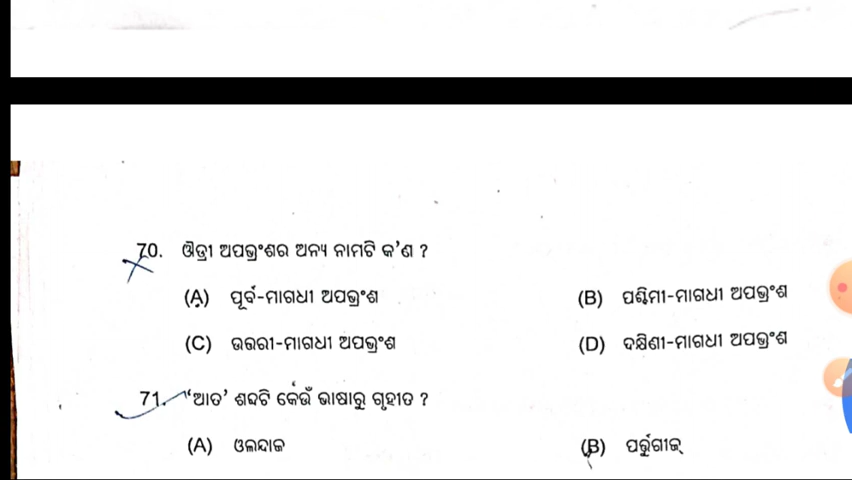 70. ଔଡ୍ରୀ ଅପଭ୍ରଂଶର ଅନ୍ୟ ନାମଟି କ'ଣ ?
(A) ପୂର୍ବ-ମାଗଧୀ ଅପଭ୍ରଂଶ (B) ପଶ୍ଚିମୀ-ମାଗଧୀ ଅପଭ୍ରଂଶ
(C) ଉତ୍ତରୀ-ମାଗଧୀ ଅପଭ୍ରଂଶ (D) ଦକ୍ଷିଣୀ-ମାଗଧୀ ଅପଭ୍ରଂଶ
71. 'ଆତ' ଶବ୍ଦଟି କେଉଁ ଭାଷାରୁ ଗୃହୀତ ?
(A) ଓଲନ୍ଦାଜ (B) ପର୍ତ୍ତୁଗୀଜ୍